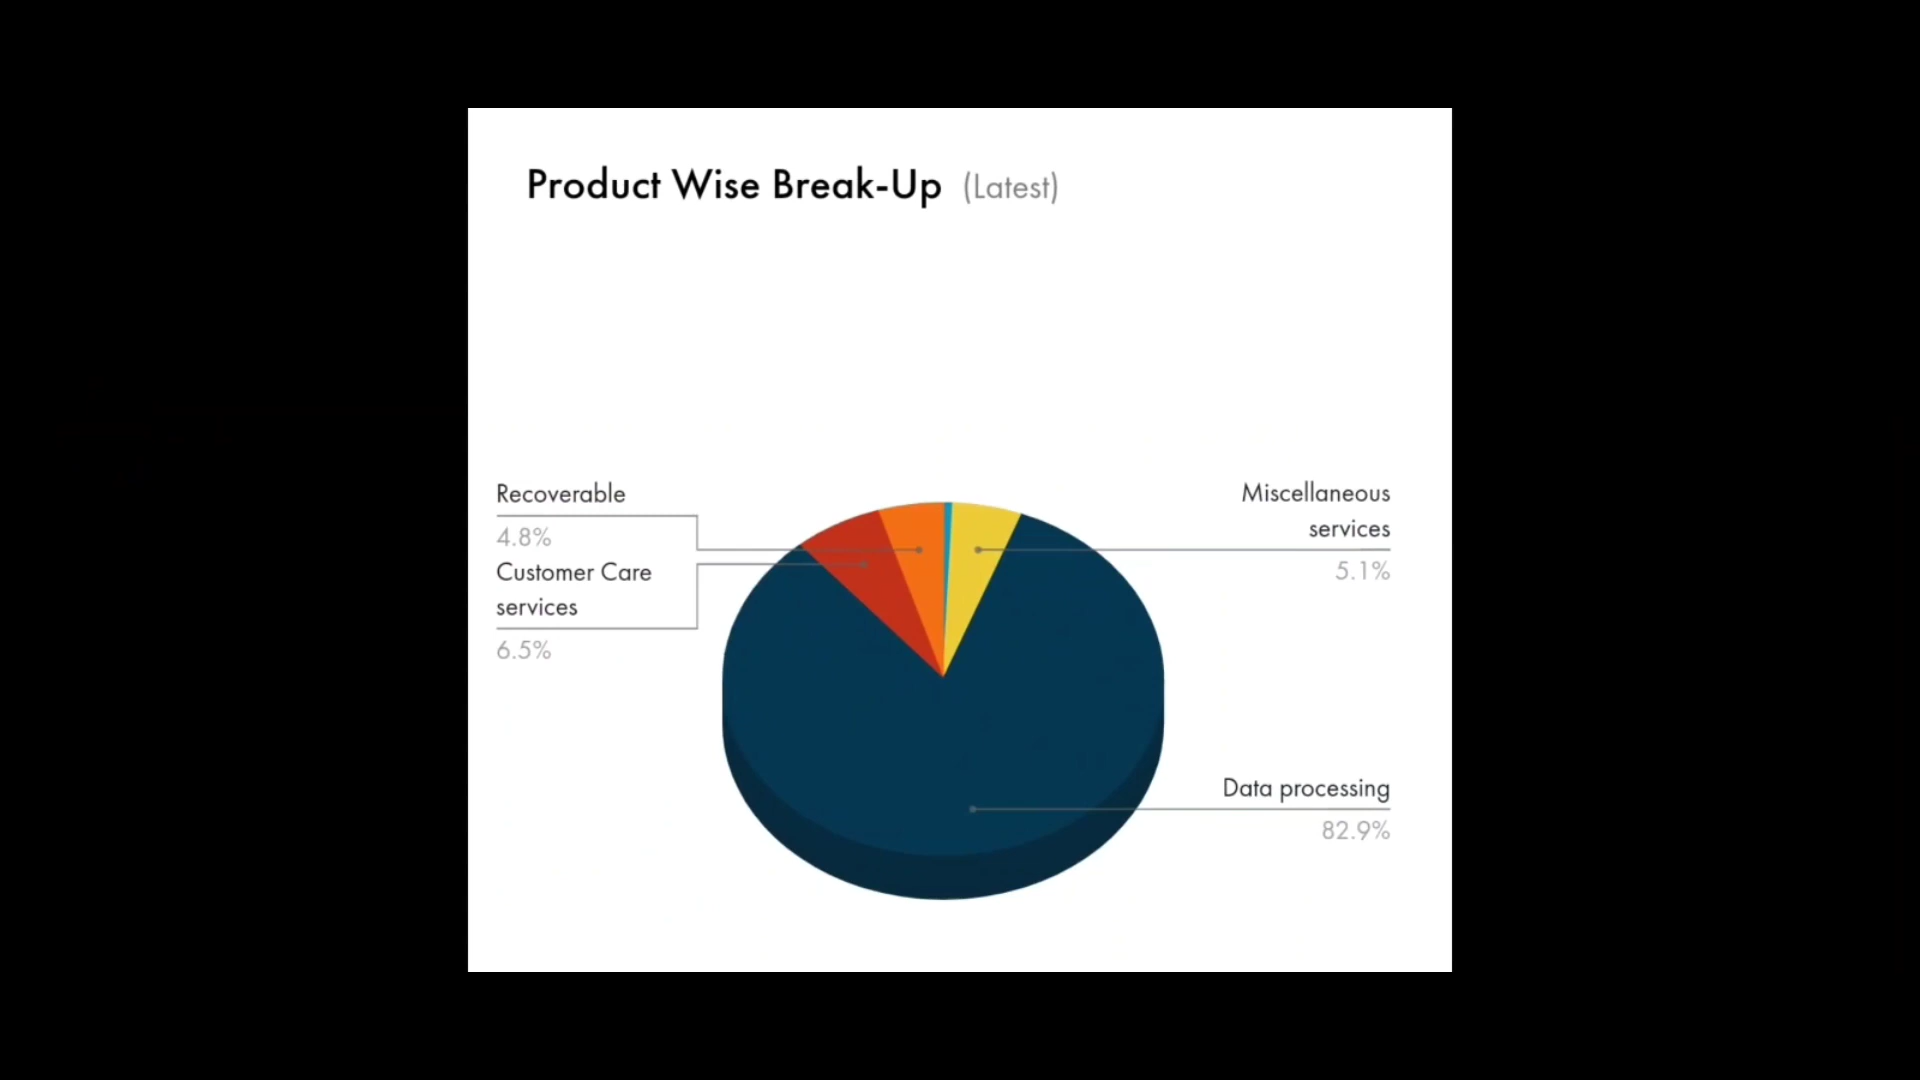 Product Wise Break-Up (Latest)
Recoverable
4.8%
Customer Care
services
6.5%
Miscellaneous
services
5.1%
Data processing
82.9%